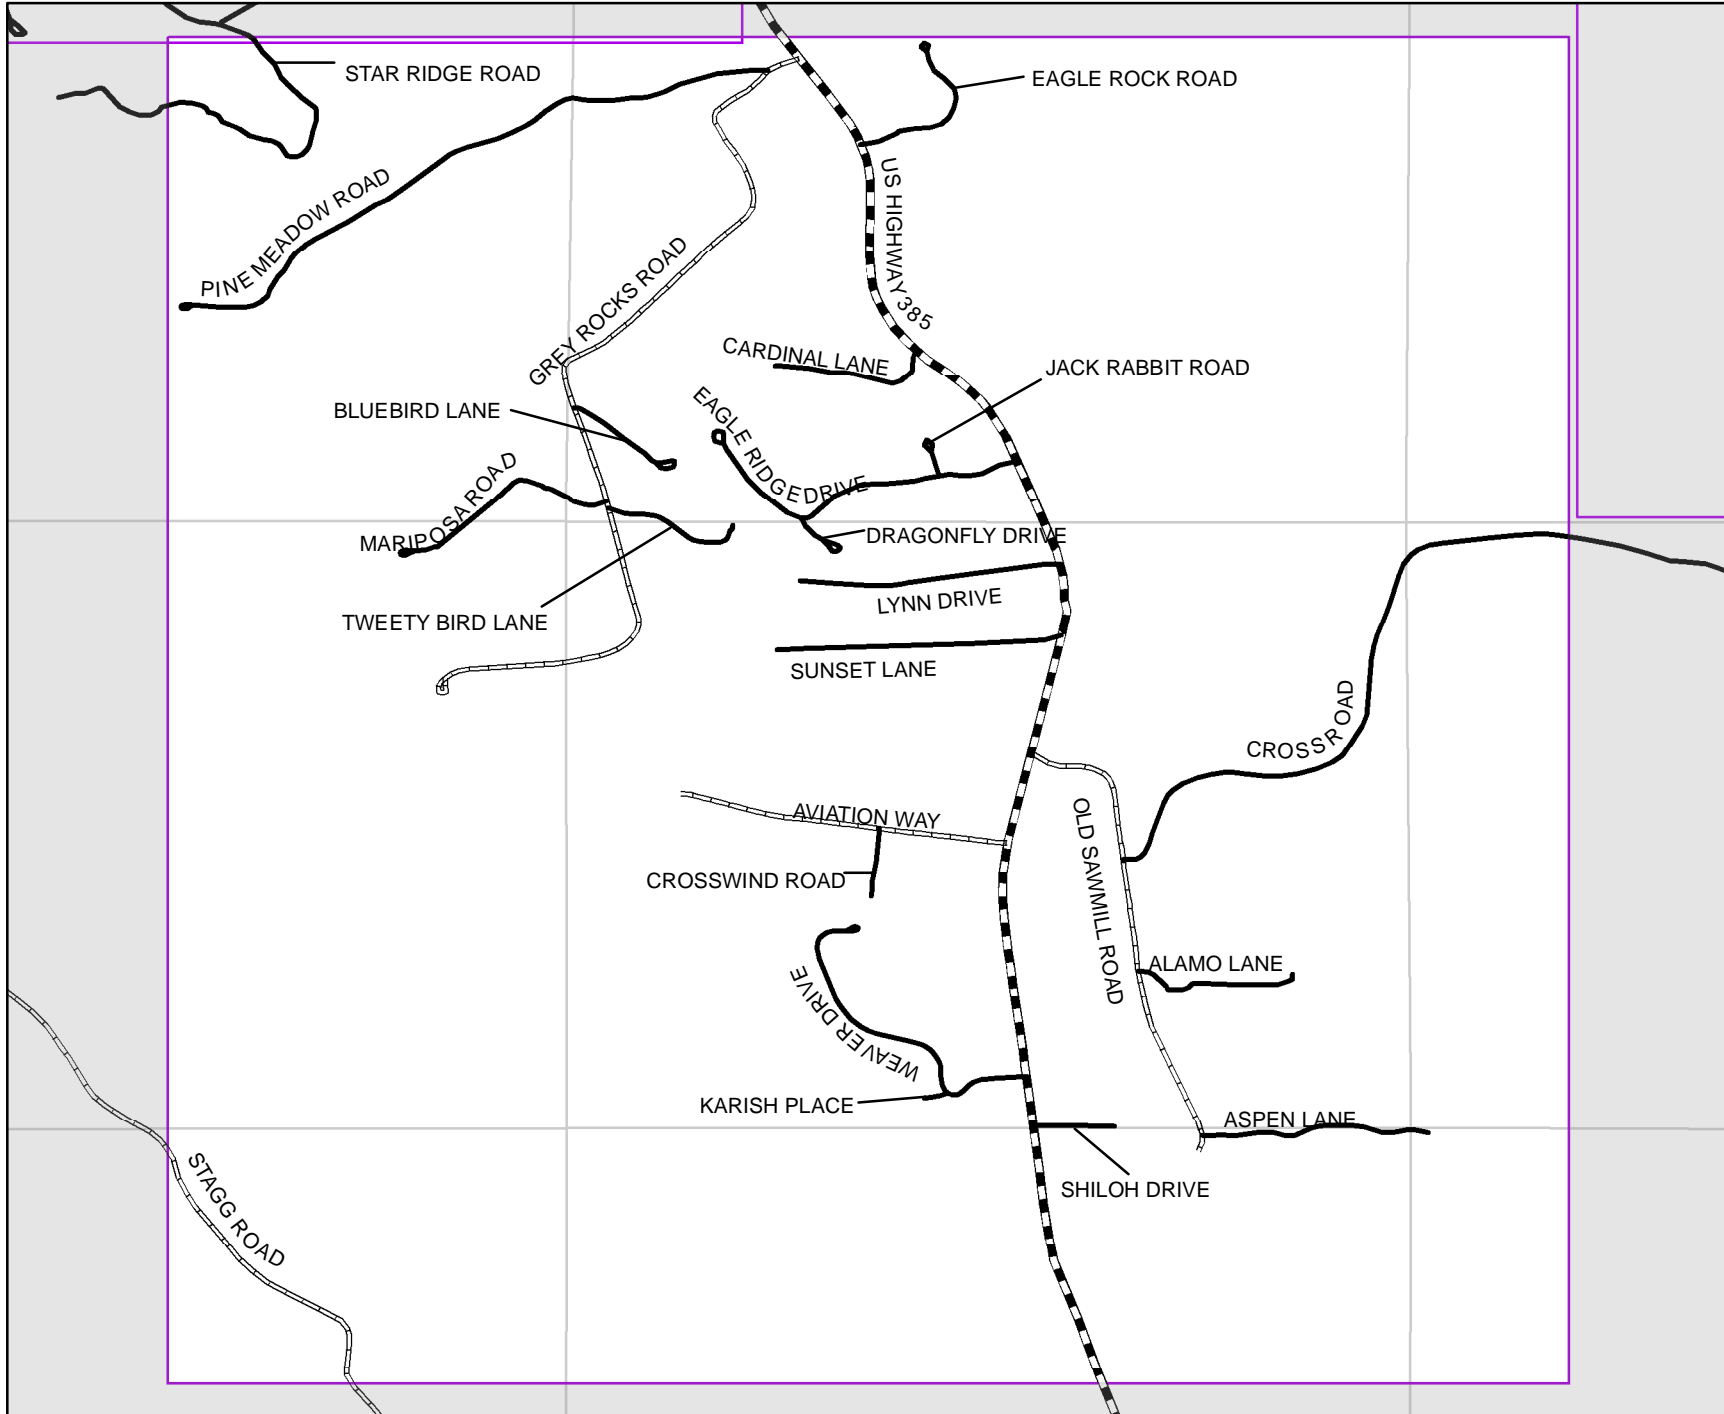 STAR RIDGE ROAD
EAGLE ROCK ROAD
PINE MEADOW ROAD
US HIGHWAY 385
GREY ROCKS ROAD
CARDINAL LANE
JACK RABBIT ROAD
BLUEBIRD LANE
EAGLE RIDGE DRIVE
MARIPOSA ROAD
DRAGONFLY DRIVE
LYNN DRIVE
TWEETY BIRD LANE
SUNSET LANE
CROSS ROAD
AVIATION WAY
OLD SAWMILL ROAD
CROSSWIND ROAD
ALAMO LANE
WEAVER DRIVE
KARISH PLACE
ASPEN LANE
SHILOH DRIVE
STAGG ROAD